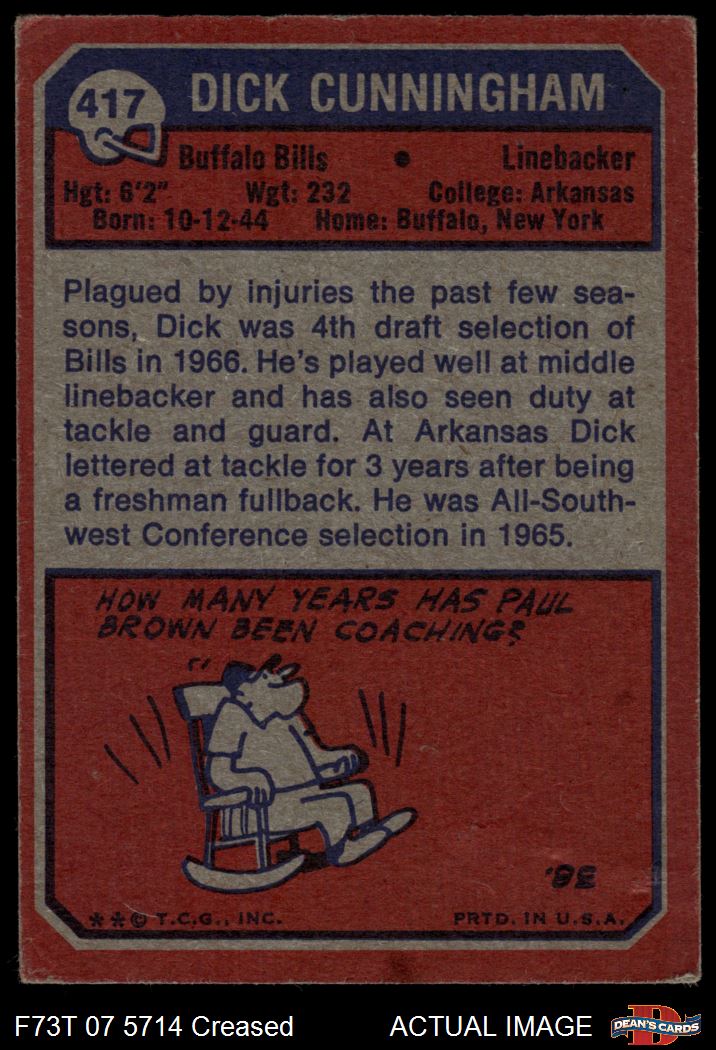 417
DICK CUNNINGHAM
Buffalo Bills • Linebacker
Hgt: 6'2" Wgt: 232 College: Arkansas
Born: 10-12-44 Home: Buffalo, New York
Plagued by injuries the past few sea-
sons, Dick was 4th draft selection of
Bills in 1966. He's played well at middle
linebacker and has also seen duty at
tackle and guard. At Arkansas Dick
lettered at tackle for 3 years after being
a freshman fullback. He was All-South-
west Conference selection in 1965.
HOW MANY YEARS HAS PAUL
BROWN BEEN COACHING?
38.
**© T.C.G., INC. PRTD. IN U.S.A.
F73T 07 5714 Creased ACTUAL IMAGE
D
DEAN'S CARDS